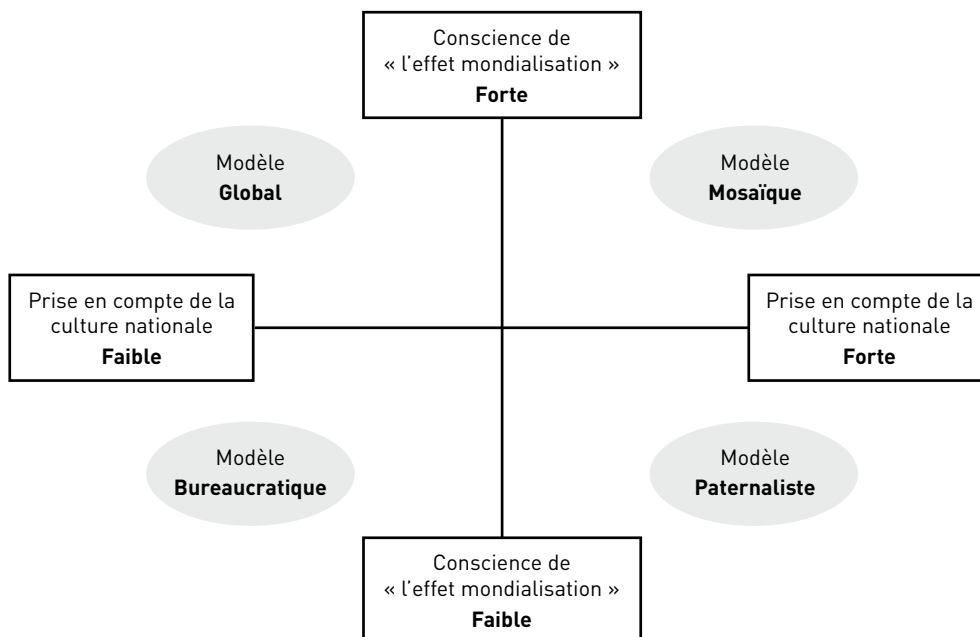 Conscience de
« l’effet mondialisation »
Forte
Modèle
Global
Modèle
Mosaïque
Prise en compte de la
culture nationale
Faible
Prise en compte de la
culture nationale
Forte
Modèle
Bureaucratique
Modèle
Paternaliste
Conscience de
« l’effet mondialisation »
Faible